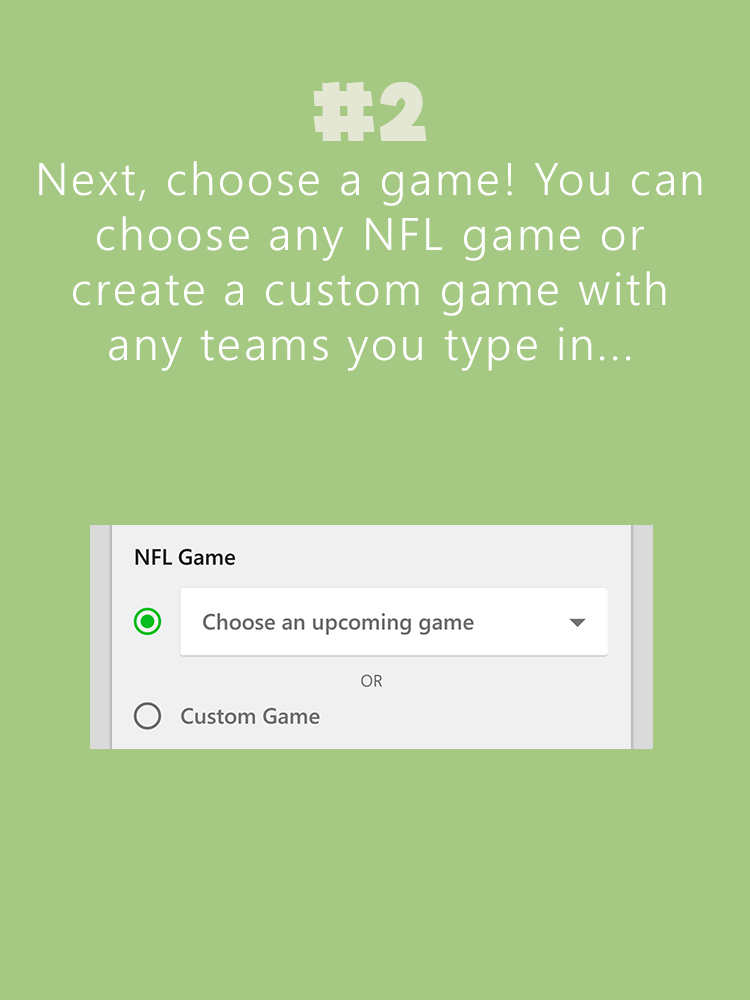 #2
Next, choose a game! You can
choose any NFL game or
create a custom game with
any teams you type in...
NFL Game
Choose an upcoming game
OR
Custom Game